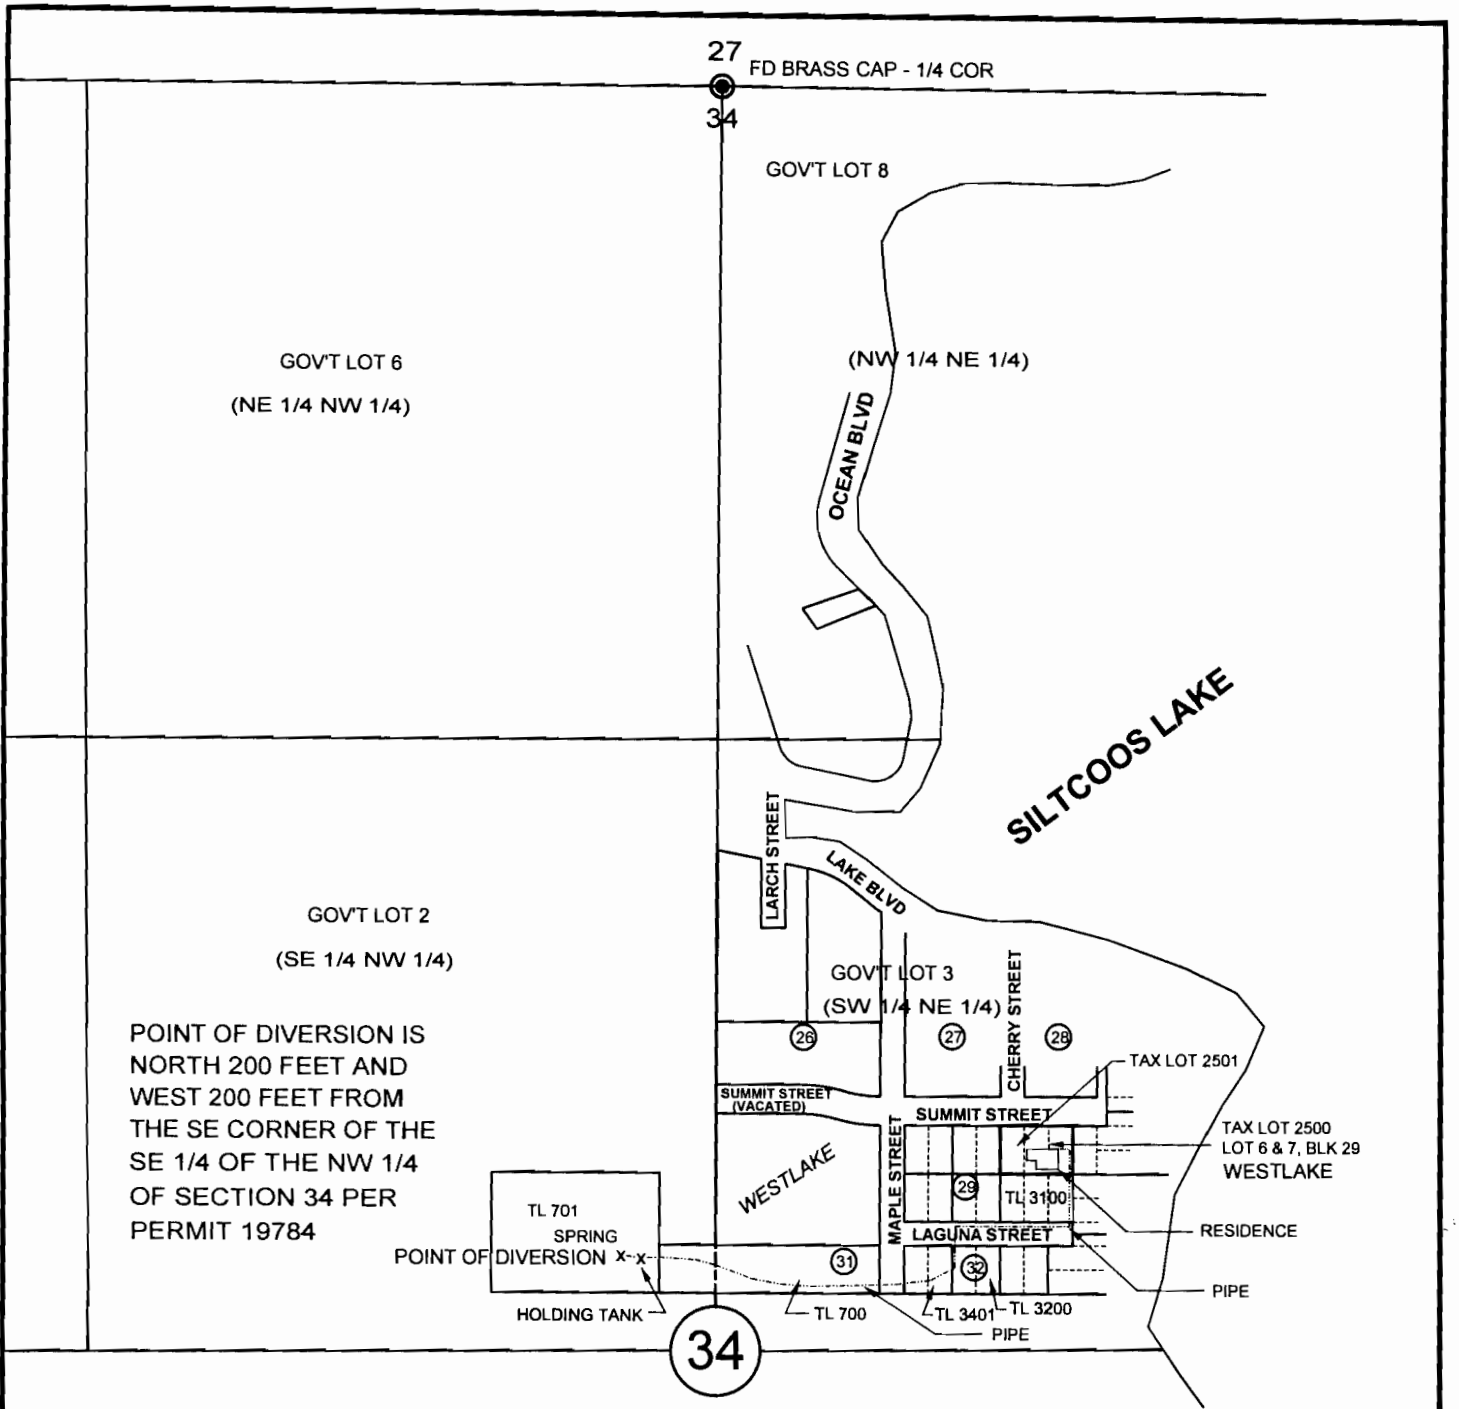 27
FD BRASS CAP - 1/4 COR
34
GOV'T LOT 8
GOV'T LOT 6
(NE 1/4 NW 1/4)
(NW 1/4 NE 1/4)
OCEAN BLVD
SILTCOOS LAKE
LARCH STREET
LAKE BLVD
GOV'T LOT 2
(SE 1/4 NW 1/4)
GOV'T LOT 3
(SW 1/4 NE 1/4)
CHERRY STREET
26
27
28
POINT OF DIVERSION IS
NORTH 200 FEET AND
WEST 200 FEET FROM
THE SE CORNER OF THE
SE 1/4 OF THE NW 1/4
OF SECTION 34 PER
PERMIT 19784
TAX LOT 2501
SUMMIT STREET
(VACATED)
SUMMIT STREET
TAX LOT 2500
LOT 6 & 7, BLK 29
WESTLAKE
WESTLAKE
MAPLE STREET
29
TL 3100
TL 701
SPRING
POINT OF DIVERSION X X
LAGUNA STREET
RESIDENCE
31
32
PIPE
HOLDING TANK
TL 700
TL 3401
TL 3200
PIPE
34